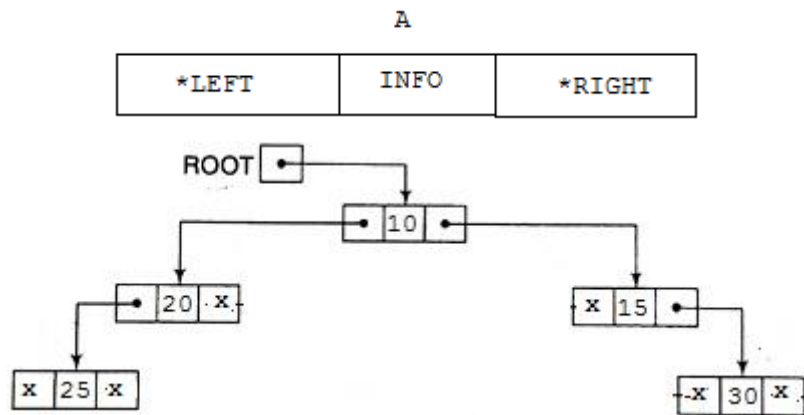 A
*LEFT INFO *RIGHT
ROOT
10
20 x x 15
x 25 x x 30 x